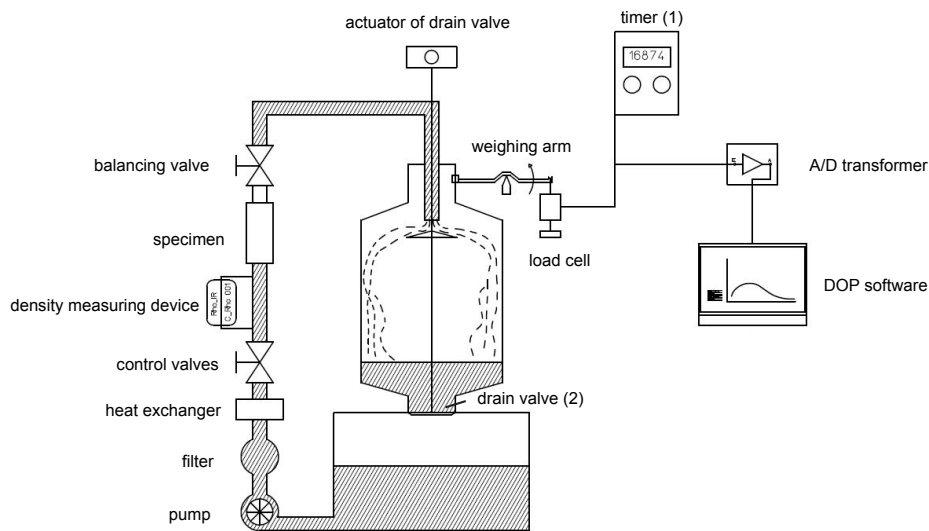 timer (1)
actuator of drain valve
16874
weighing arm
balancing valve
A/D transformer
specimen
load cell
density measuring device
Rho_IR
C_Rho 001
DOP software
control valves
drain valve (2)
heat exchanger
filter
pump